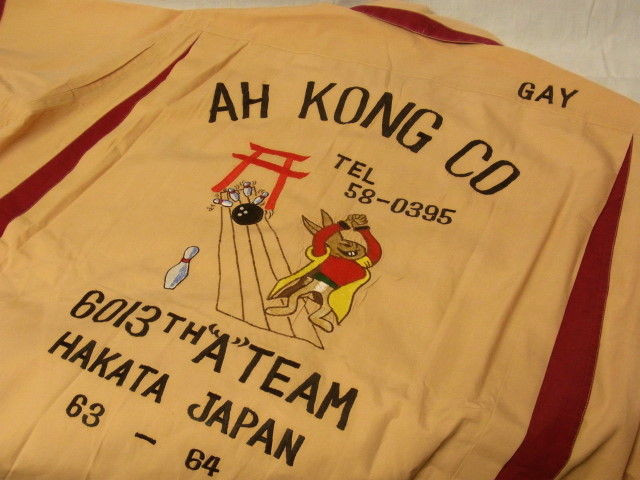 GAY
AH KONG CO
TEL
58-0395
6013TH "A" TEAM
HAKATA JAPAN
63 - 64